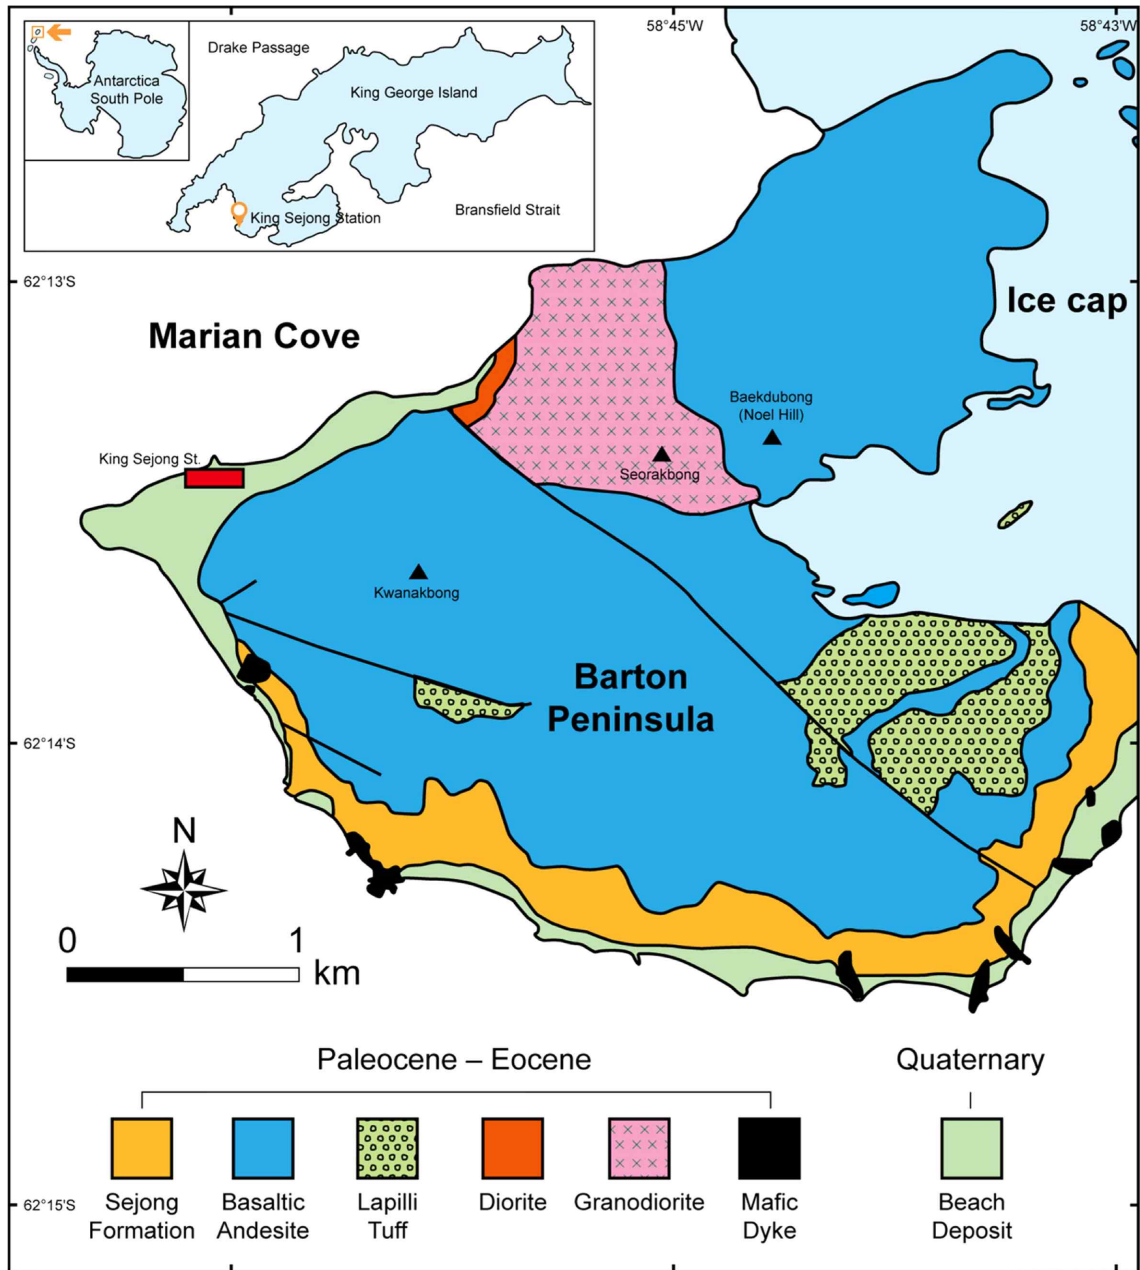 58°45'W
58°43'W
Drake Passage
Antarctica
South Pole
King George Island
King Sejong Station
Bransfield Strait
62°13'S
Marian Cove
Ice cap
Baekdubong
(Noel Hill)
King Sejong St.
Seorakbong
Kwanakbong
Barton
Peninsula
62°14'S
N
0 1
km
Paleocene – Eocene
Quaternary
62°15'S
Sejong
Formation
Basaltic
Andesite
Lapilli
Tuff
Diorite
Granodiorite
Mafic
Dyke
Beach
Deposit